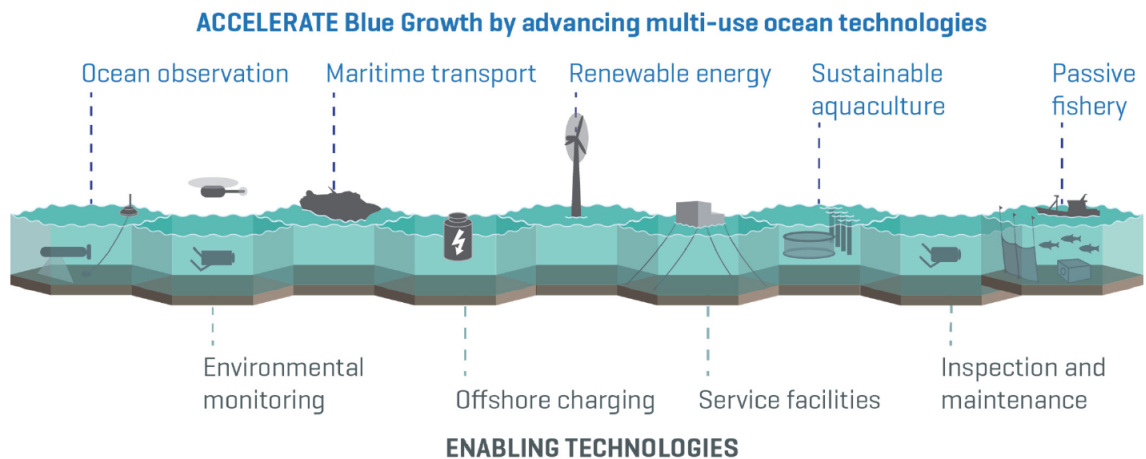 ACCELERATE Blue Growth by advancing multi-use ocean technologies
Ocean observation
Maritime transport
Renewable energy
Sustainable
aquaculture
Passive
fishery
Environmental
monitoring
Offshore charging
Service facilities
Inspection and
maintenance
ENABLING TECHNOLOGIES